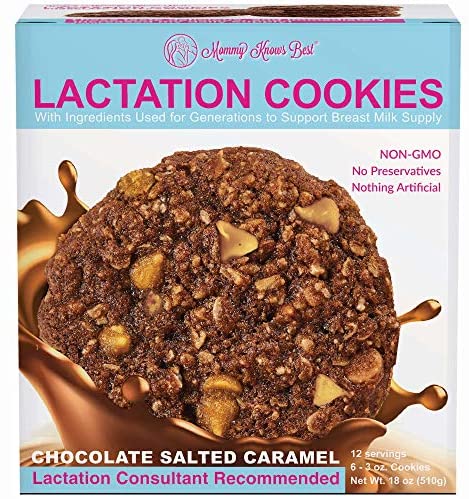 Mommy Knows Best™
LACTATION COOKIES
With Ingredients Used for Generations to Support Breast Milk Supply
NON-GMO
No Preservatives
Nothing Artificial
CHOCOLATE SALTED CARAMEL
Lactation Consultant Recommended
12 servings
6 - 3 oz. Cookies
Net Wt. 18 oz (510g)